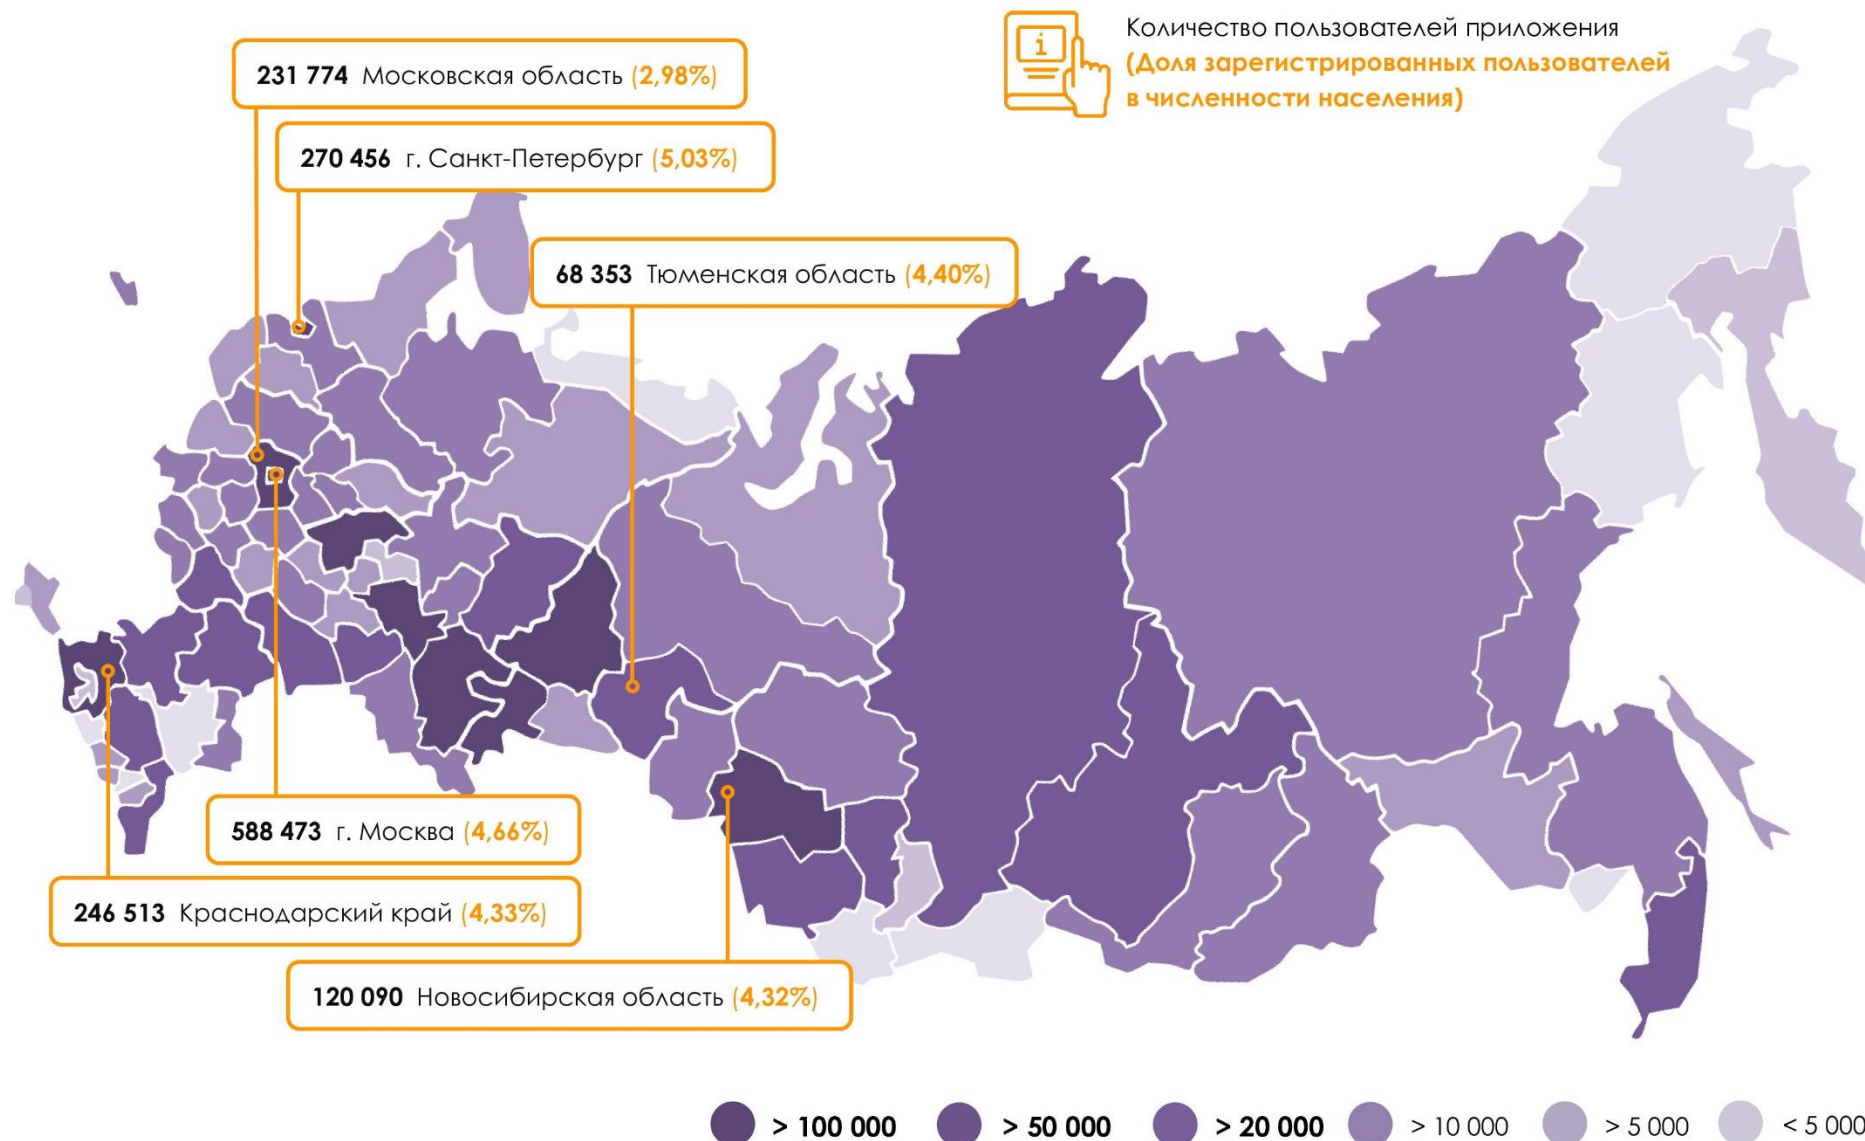 Количество пользователей приложения
(Доля зарегистрированных пользователей
в численности населения)
i
231 774 Московская область (2,98%)
270 456 г. Санкт-Петербург (5,03%)
68 353 Тюменская область (4,40%)
588 473 г. Москва (4,66%)
246 513 Краснодарский край (4,33%)
120 090 Новосибирская область (4,32%)
> 100 000 > 50 000 > 20 000 > 10 000 > 5 000 < 5 000